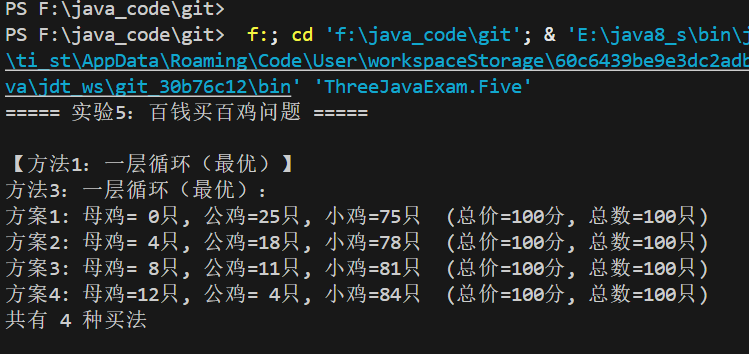 PS F:\java_code\git>
PS F:\java_code\git>  f:; cd 'f:\java_code\git'; & 'E:\java8_s\bin\j
\ti_st\AppData\Roaming\Code\User\workspaceStorage\60c6439be9e3dc2adb
va\jdt_ws\git_30b76c12\bin' 'ThreeJavaExam.Five'
===== 实验5: 百钱买百鸡问题 =====
【方法1: 一层循环（最优）】
方法3: 一层循环（最优）:
方案1: 母鸡= 0只, 公鸡=25只, 小鸡=75只  (总价=100分, 总数=100只)
方案2: 母鸡= 4只, 公鸡=18只, 小鸡=78只  (总价=100分, 总数=100只)
方案3: 母鸡= 8只, 公鸡=11只, 小鸡=81只  (总价=100分, 总数=100只)
方案4: 母鸡=12只, 公鸡= 4只, 小鸡=84只  (总价=100分, 总数=100只)
共有 4 种买法